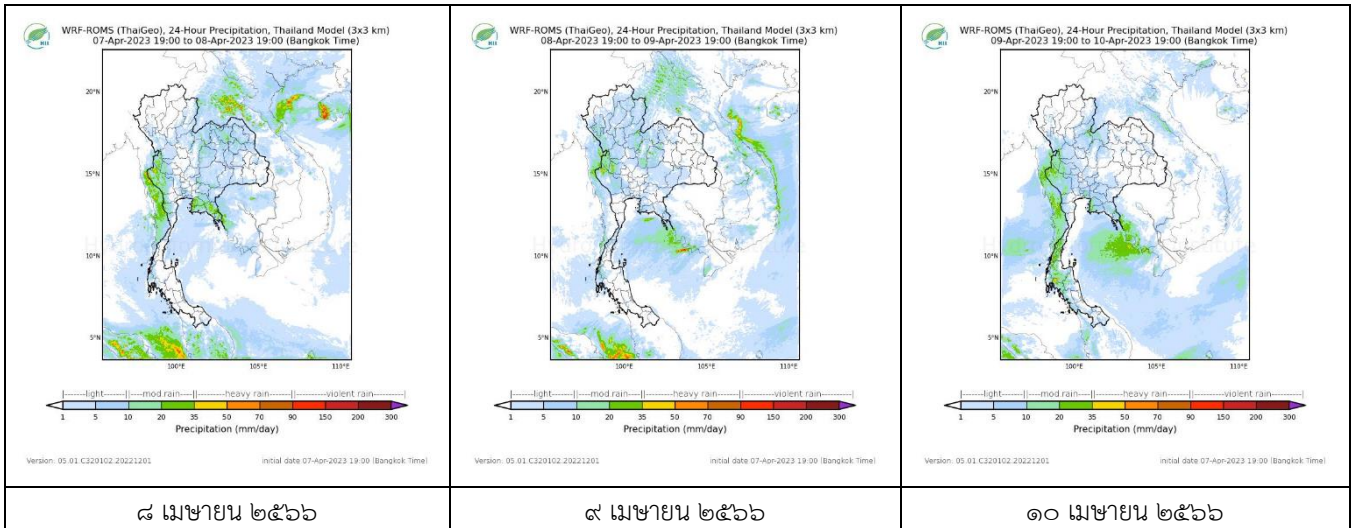 WRF-ROMS (ThaiGeo), 24-Hour Precipitation, Thailand Model (3x3 km)
07-Apr-2023 19:00 to 08-Apr-2023 19:00 (Bangkok Time)
HII
20°N
15°N
10°N
5°N
100°E 105°E 110°E
|-------light-------||---mod rain---||-------heavy rain-------||------violent rain------|
1 5 10 20 35 50 70 90 150 200 300
Precipitation (mm/day)
Version: 05.01.C320102.20221201 initial date 07-Apr-2023 19:00 (Bangkok Time)
๘ เมษายน ๒๕๖๖
WRF-ROMS (ThaiGeo), 24-Hour Precipitation, Thailand Model (3x3 km)
08-Apr-2023 19:00 to 09-Apr-2023 19:00 (Bangkok Time)
HII
20°N
15°N
10°N
5°N
100°E 105°E 110°E
|-------light-------||---mod rain---||-------heavy rain-------||------violent rain------|
1 5 10 20 35 50 70 90 150 200 300
Precipitation (mm/day)
Version: 05.01.C320102.20221201 initial date 07-Apr-2023 19:00 (Bangkok Time)
๙ เมษายน ๒๕๖๖
WRF-ROMS (ThaiGeo), 24-Hour Precipitation, Thailand Model (3x3 km)
09-Apr-2023 19:00 to 10-Apr-2023 19:00 (Bangkok Time)
HII
20°N
15°N
10°N
5°N
100°E 105°E 110°E
|-------light-------||---mod rain---||-------heavy rain-------||------violent rain------|
1 5 10 20 35 50 70 90 150 200 300
Precipitation (mm/day)
Version: 05.01.C320102.20221201 initial date 07-Apr-2023 19:00 (Bangkok Time)
๑๐ เมษายน ๒๕๖๖